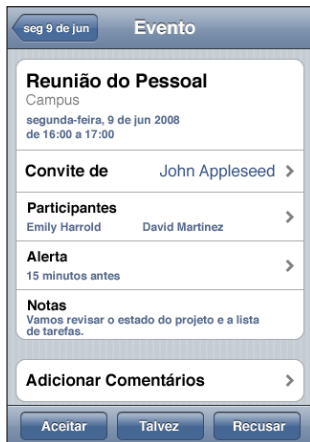 seg 9 de jun
Evento
Reunião do Pessoal
Campus
segunda-feira, 9 de jun 2008
de 16:00 a 17:00
Convite de John Appleseed
Participantes
Emily Harrold David Martinez
Alerta
15 minutos antes
Notas
Vamos revisar o estado do projeto e a lista
de tarefas.
Adicionar Comentários
Aceitar Talvez Recusar